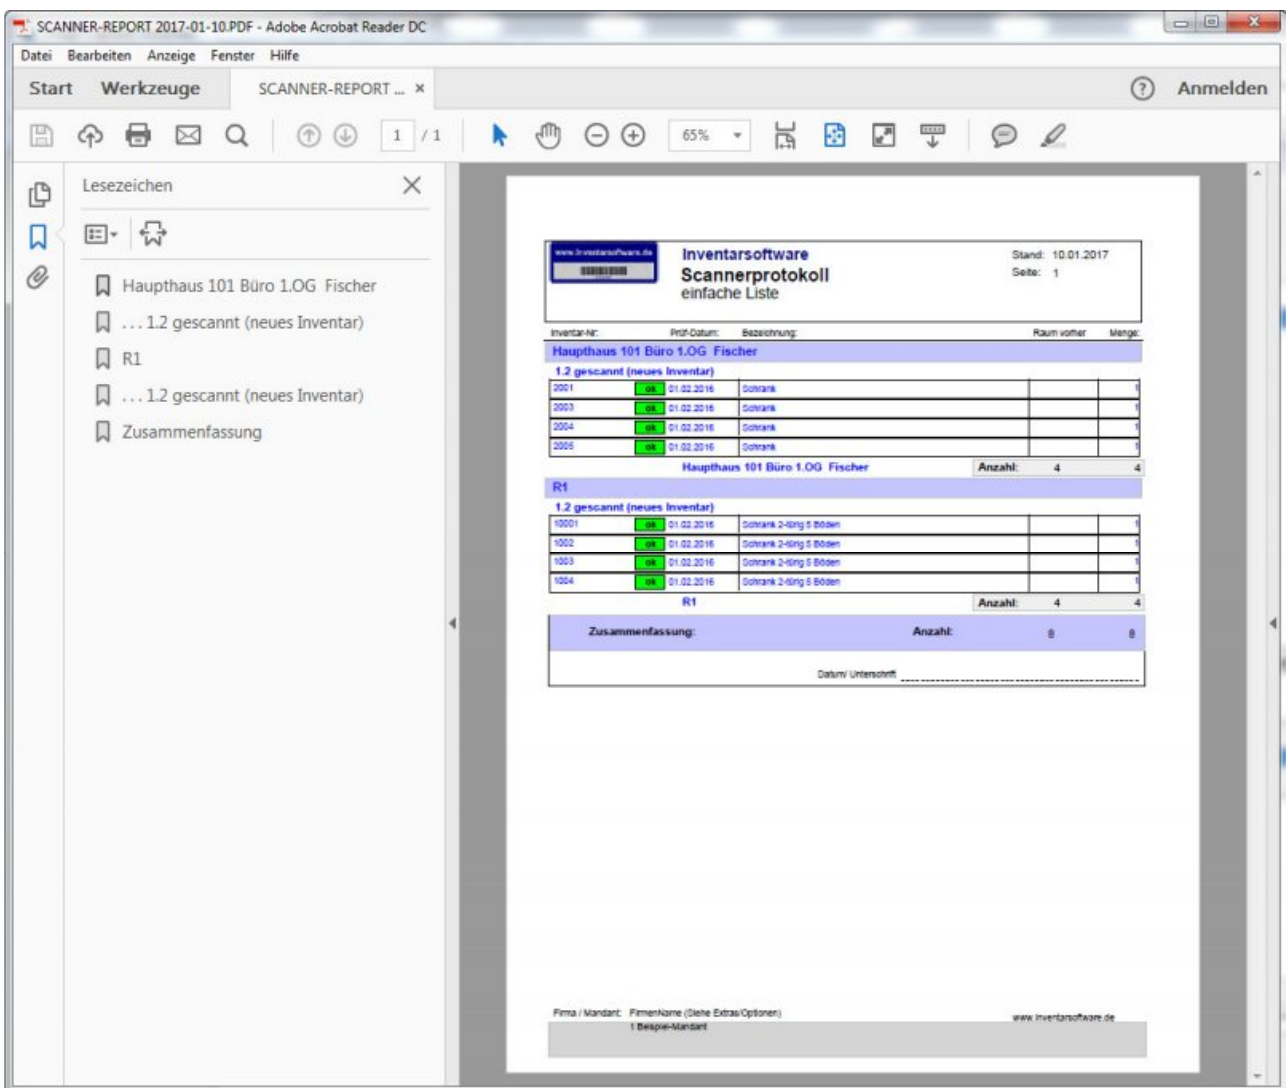 SCANNER-REPORT 2017-01-10.PDF - Adobe Acrobat Reader DC
Datei Bearbeiten Anzeige Fenster Hilfe
Start Werkzeuge SCANNER-REPORT ... × ? Anmelden
1 / 1 65%
Lesezeichen
Haupthaus 101 Büro 1.OG Fischer
... 1.2 gescannt (neues Inventar)
R1
... 1.2 gescannt (neues Inventar)
Zusammenfassung
www.inventarsoftware.de
Inventarsoftware Stand: 10.01.2017
Scannerprotokoll Seite: 1
einfache Liste
Inventar-Nr: Prüf-Datum: Bezeichnung: Raum vorher Menge:
Haupthaus 101 Büro 1.OG Fischer
1.2 gescannt (neues Inventar)
2001 ok 01.02.2016 Schrank 1
2003 ok 01.02.2016 Schrank 1
2004 ok 01.02.2016 Schrank 1
2005 ok 01.02.2016 Schrank 1
Haupthaus 101 Büro 1.OG Fischer Anzahl: 4 4
R1
1.2 gescannt (neues Inventar)
10001 ok 01.02.2016 Schrank 2-türig 5 Böden 1
1002 ok 01.02.2016 Schrank 2-türig 5 Böden 1
1003 ok 01.02.2016 Schrank 2-türig 5 Böden 1
1004 ok 01.02.2016 Schrank 2-türig 5 Böden 1
R1 Anzahl: 4 4
Zusammenfassung: Anzahl: 8 8
Datum/ Unterschrift
Firma / Mandant: FirmenName (Siehe Extras/Optionen) www.inventarsoftware.de
1 Beispiel-Mandant